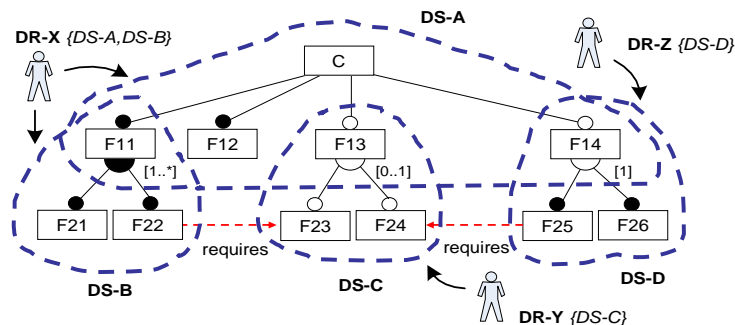 DS-A
DR-X {DS-A,DS-B}
DR-Z {DS-D}
C
F11
F12
F13
F14
[1..*]
[0..1]
[1]
F21
F22
F23
F24
F25
F26
requires
requires
DS-B
DS-C
DS-D
DR-Y {DS-C}